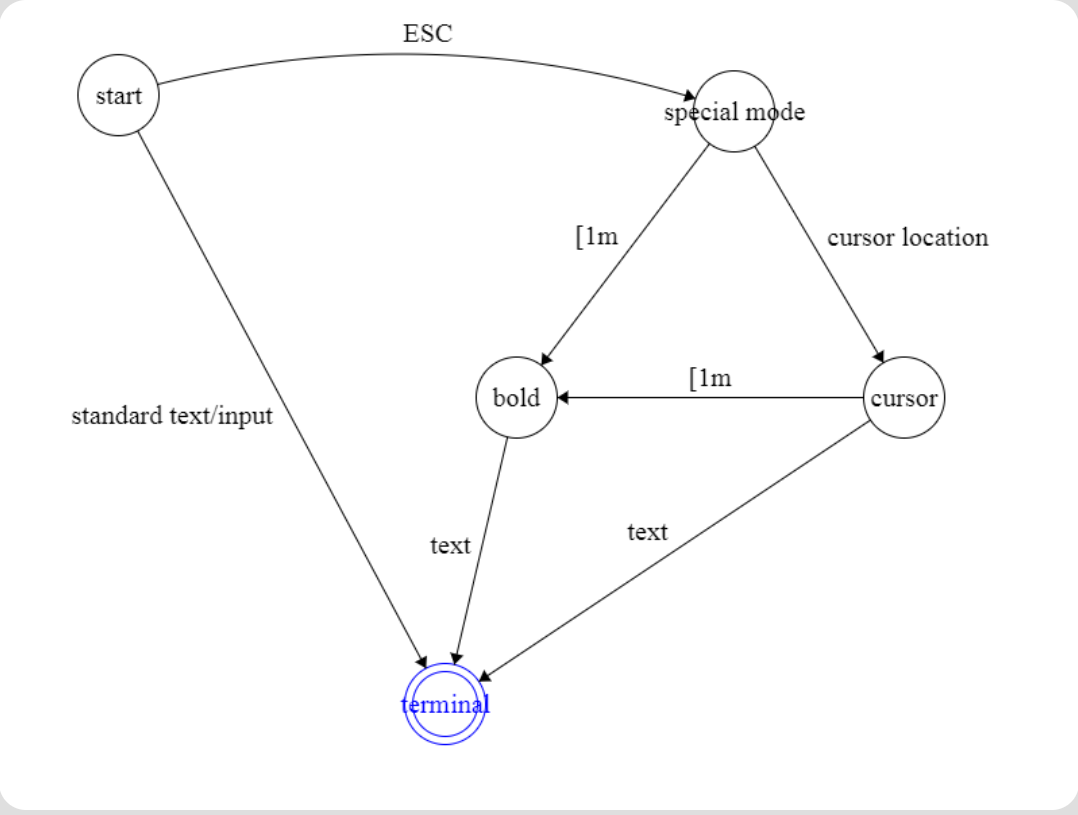 ESC
start
special mode
[1m
cursor location
[1m
bold
cursor
standard text/input
text
text
terminal